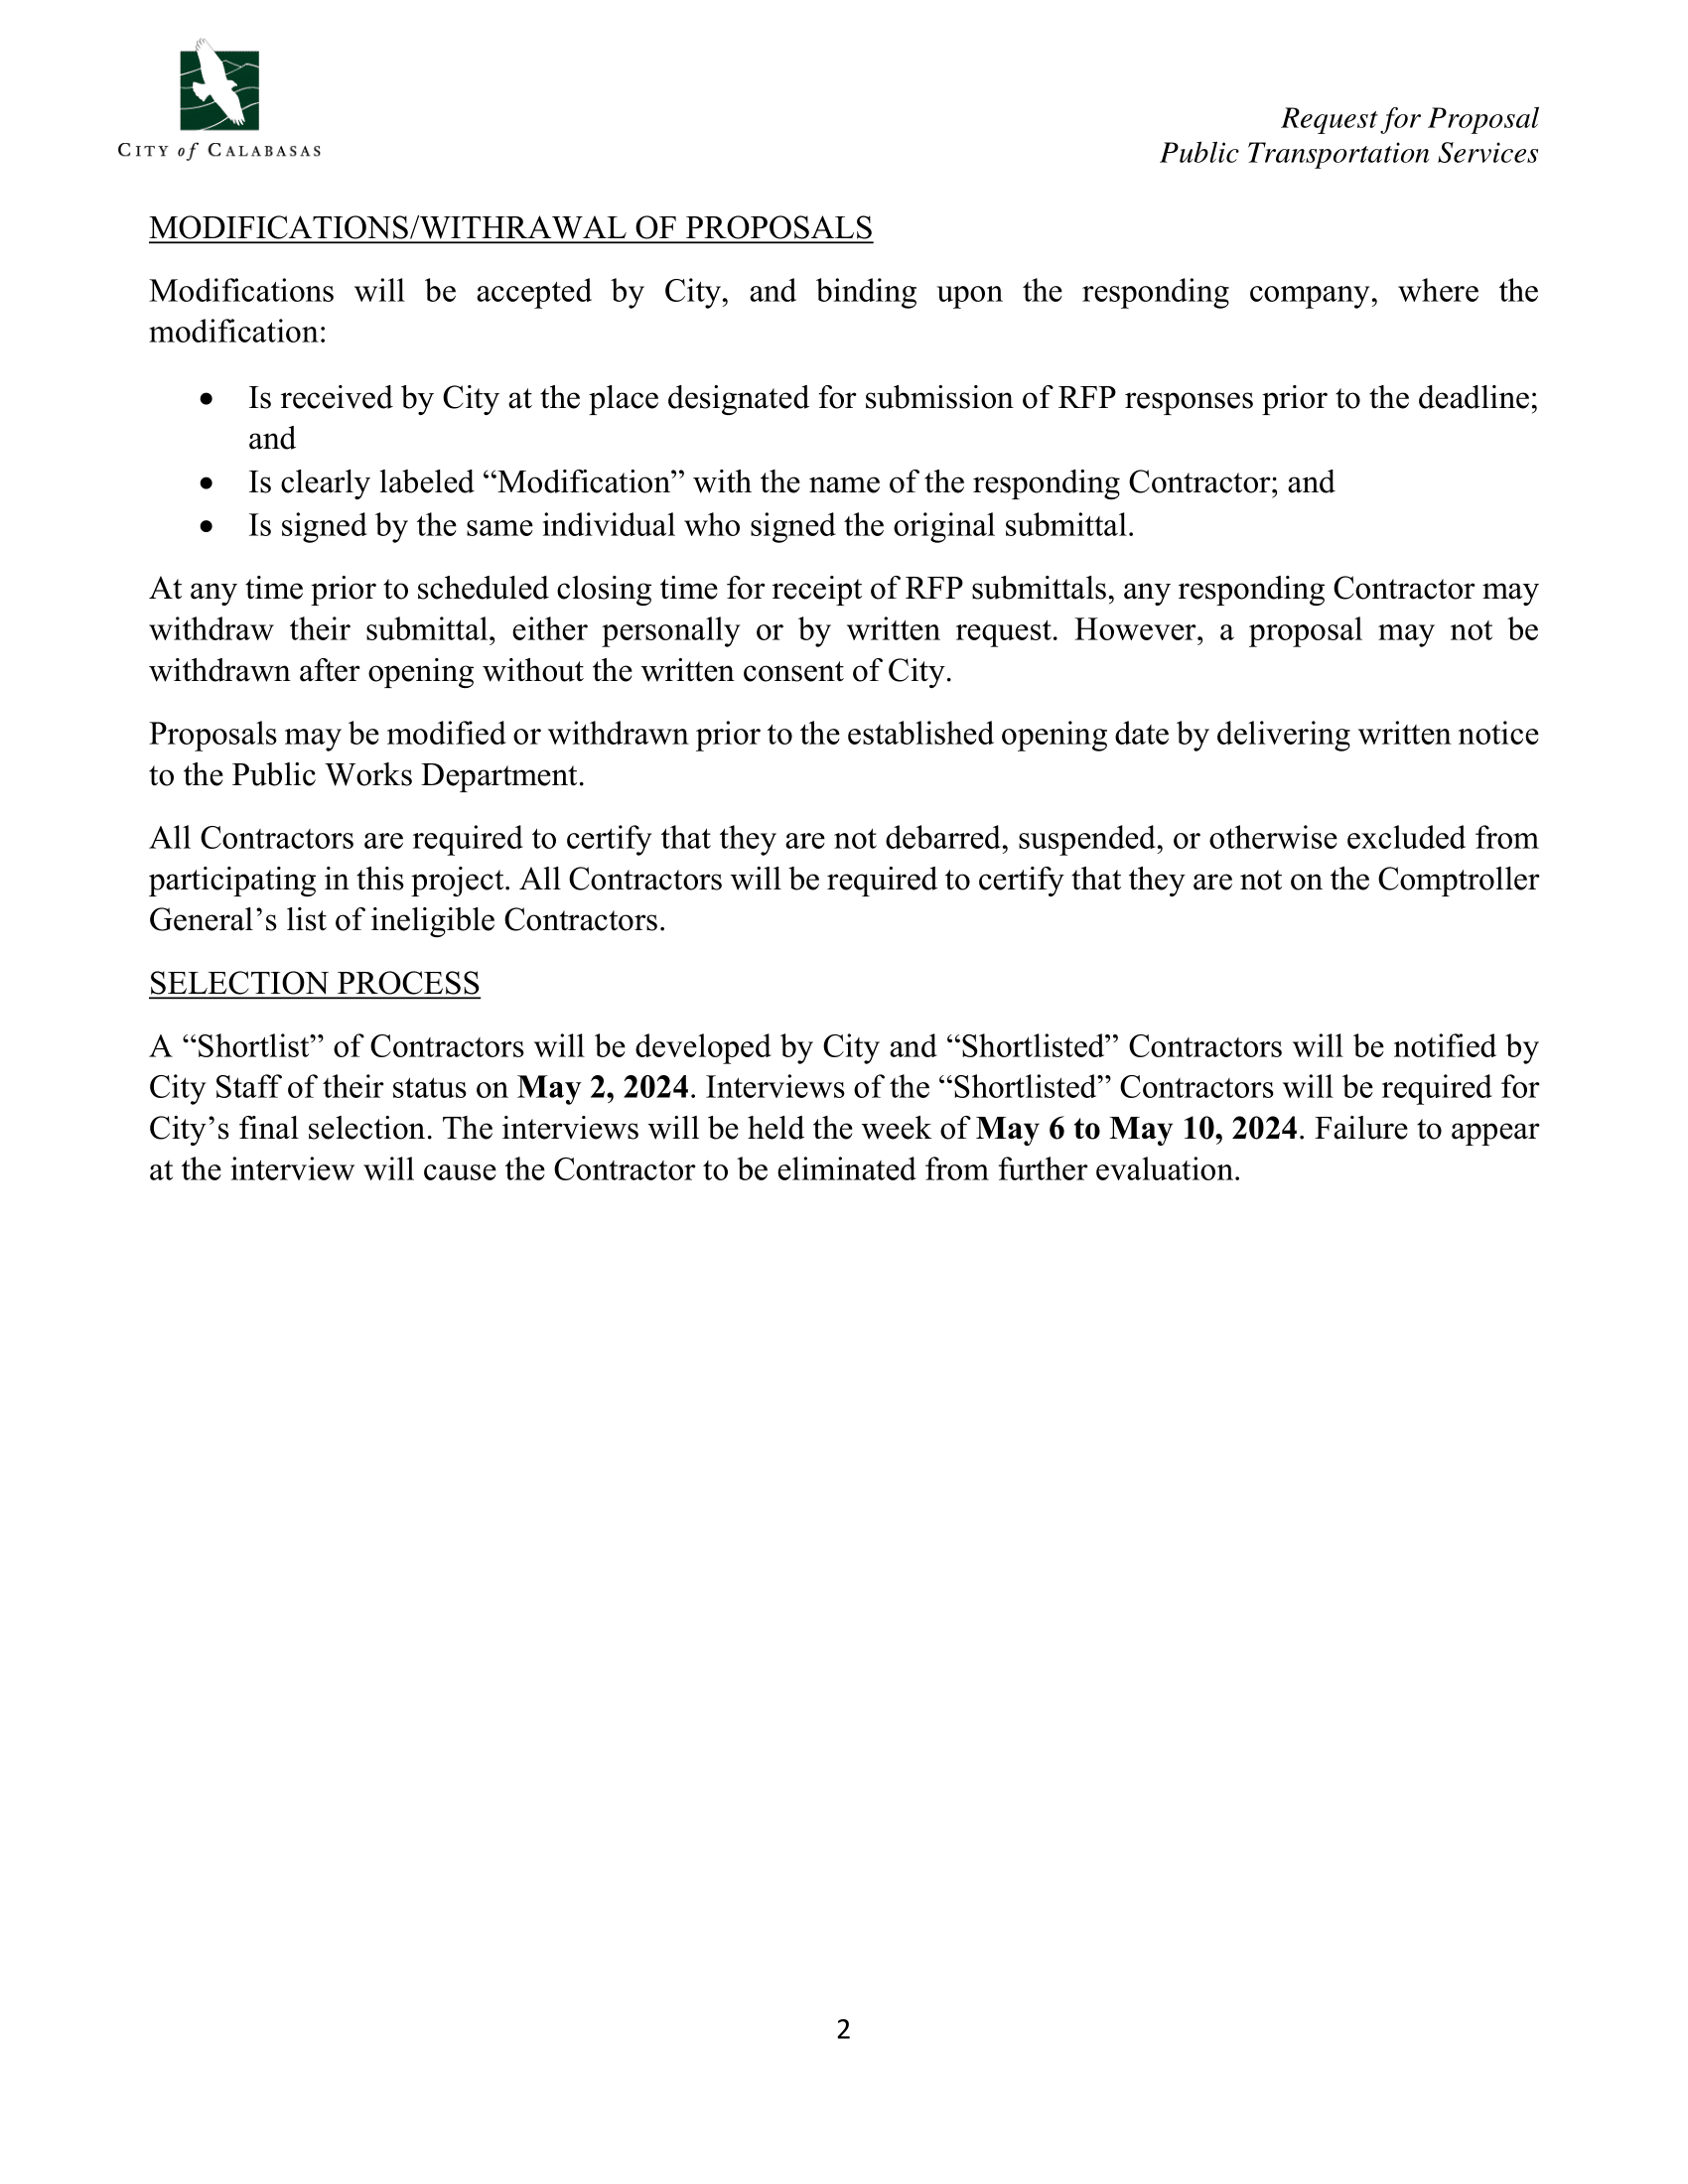 CITY of CALABASAS
Request for Proposal
Public Transportation Services
MODIFICATIONS/WITHRAWAL OF PROPOSALS
Modifications will be accepted by City, and binding upon the responding company, where the
modification:
• Is received by City at the place designated for submission of RFP responses prior to the deadline;
and
• Is clearly labeled “Modification” with the name of the responding Contractor; and
• Is signed by the same individual who signed the original submittal.
At any time prior to scheduled closing time for receipt of RFP submittals, any responding Contractor may
withdraw their submittal, either personally or by written request. However, a proposal may not be
withdrawn after opening without the written consent of City.
Proposals may be modified or withdrawn prior to the established opening date by delivering written notice
to the Public Works Department.
All Contractors are required to certify that they are not debarred, suspended, or otherwise excluded from
participating in this project. All Contractors will be required to certify that they are not on the Comptroller
General’s list of ineligible Contractors.
SELECTION PROCESS
A “Shortlist” of Contractors will be developed by City and “Shortlisted” Contractors will be notified by
City Staff of their status on May 2, 2024. Interviews of the “Shortlisted” Contractors will be required for
City’s final selection. The interviews will be held the week of May 6 to May 10, 2024. Failure to appear
at the interview will cause the Contractor to be eliminated from further evaluation.
2